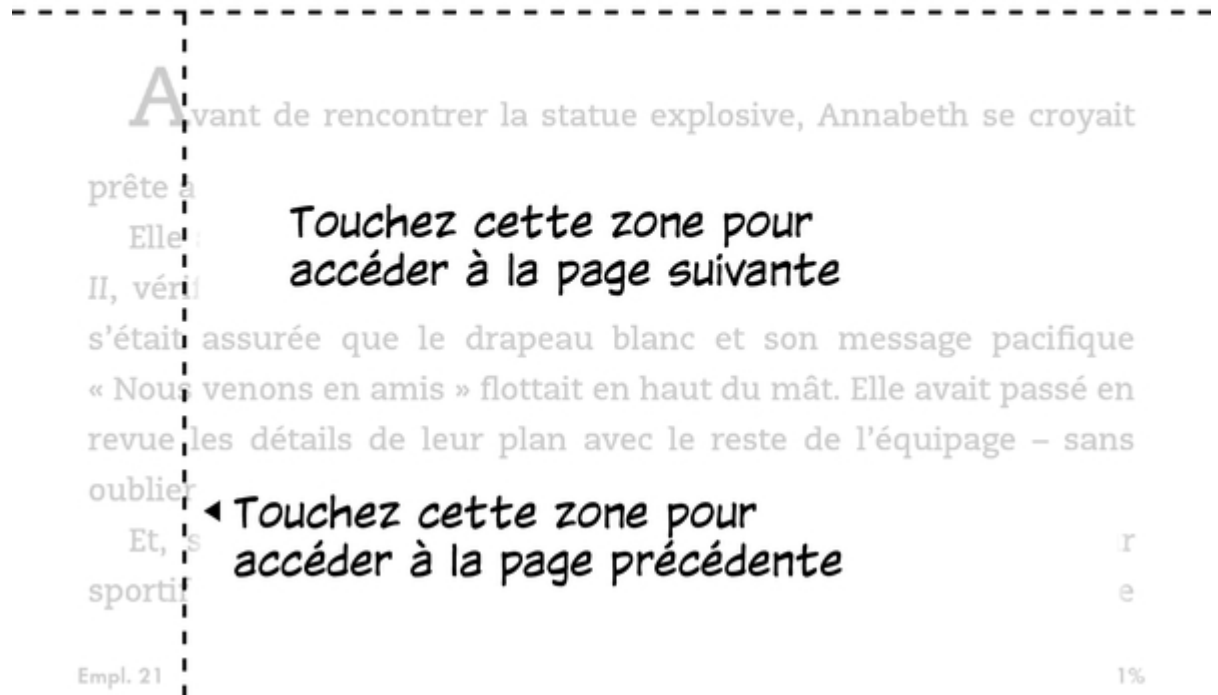 Avant de rencontrer la statue explosive, Annabeth se croyait
prête à
Touchez cette zone pour
Elle
accéder à la page suivante
II, vérif
s'était assurée que le drapeau blanc et son message pacifique
« Nous venons en amis » flottait en haut du mât. Elle avait passé en
revue les détails de leur plan avec le reste de l'équipage – sans
oublier
Touchez cette zone pour
Et, s
accéder à la page précédente
sportif
Empl. 21
1%